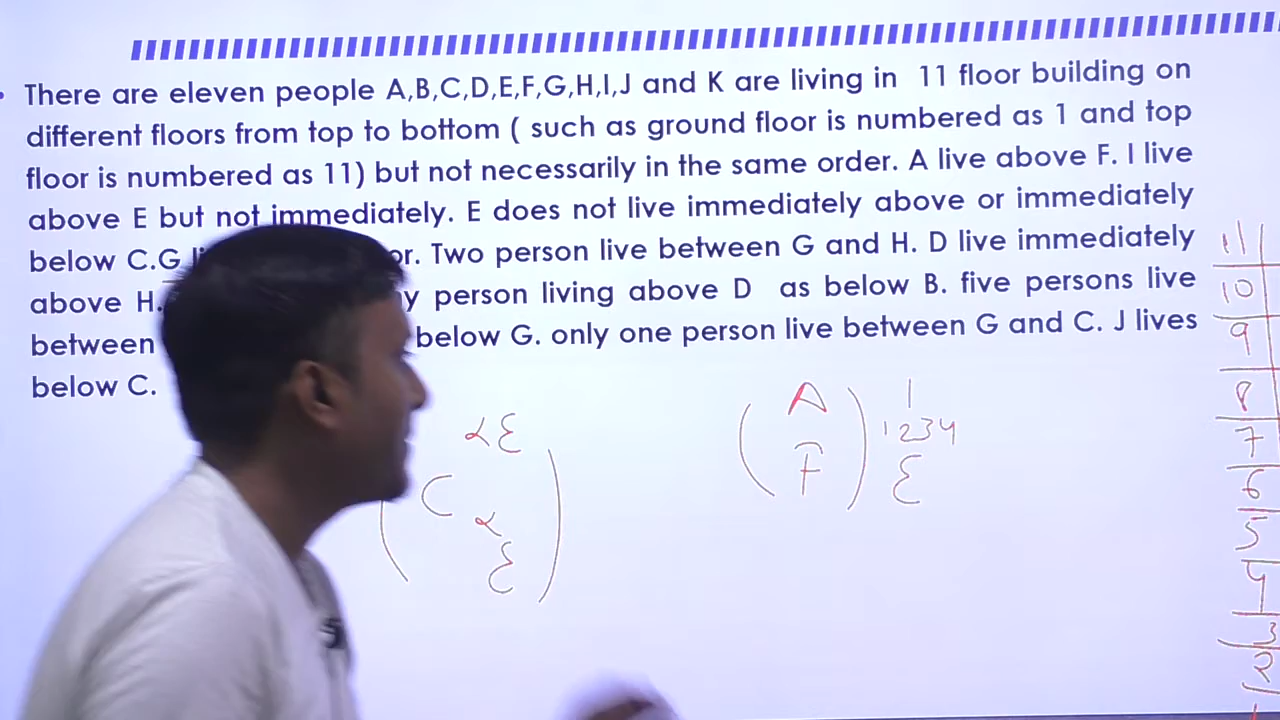 There are eleven people A,B,C,D,E,F,G,H,I,J and K are living in 11 floor building on
different floors from top to bottom ( such as ground floor is numbered as 1 and top
floor is numbered as 11) but not necessarily in the same order. A live above F. I live
above E but not immediately. E does not live immediately above or immediately
below C.G Two person live between G and H. D live immediately
above H. person living above D as below B. five persons live
between below G. only one person live between G and C. J lives
below C.
11
10
9
8
7
6
5
4
3
2
A
F
1
1234
E
C
E
E